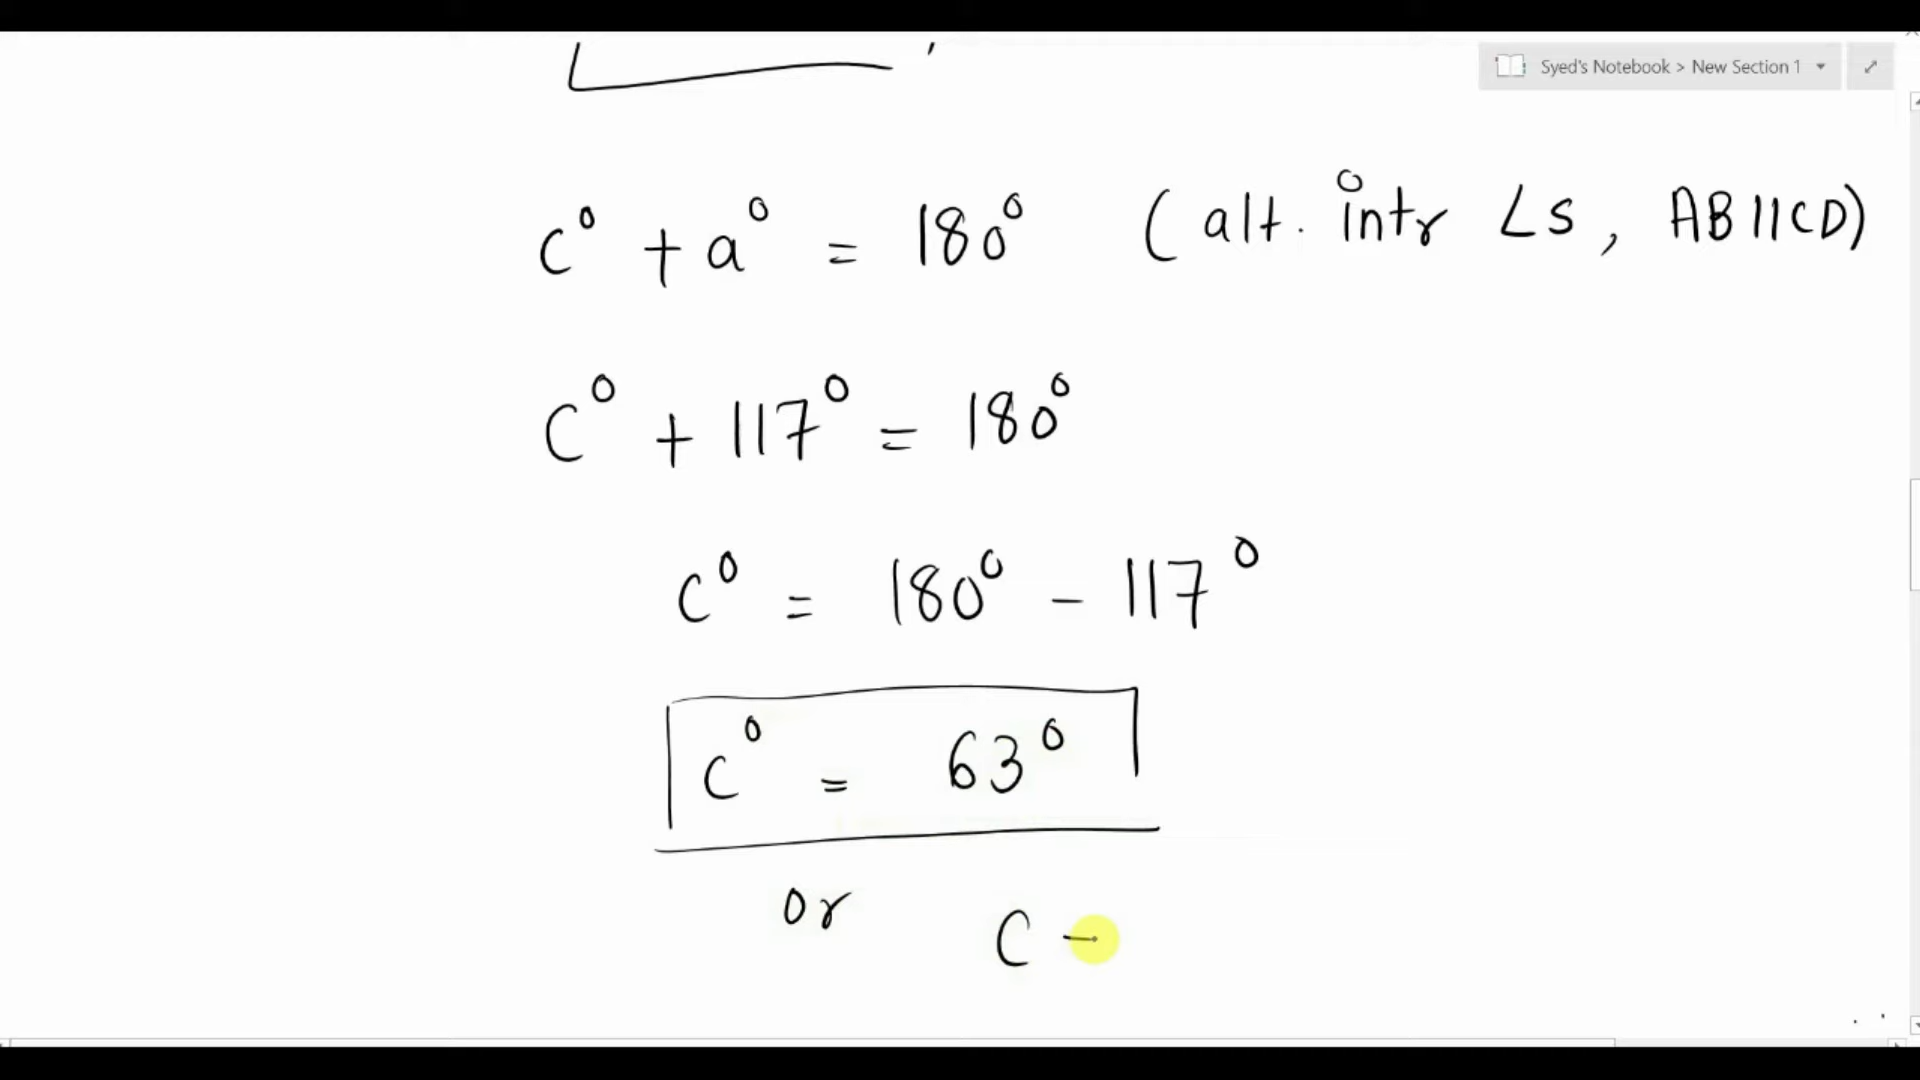 Syed's Notebook > New Section 1
c° + a° = 180° (alt. intr ∠s, AB||CD)
C° + 117° = 180°
c° = 180° - 117°
c° = 63°
or C -